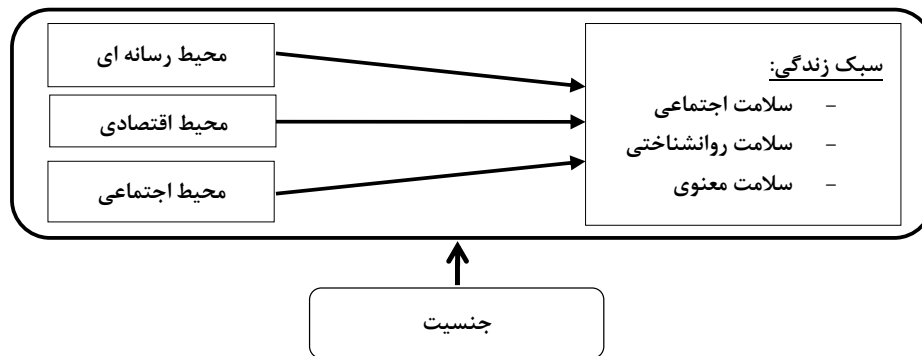 محیط رسانه ای
محیط اقتصادی
محیط اجتماعی
سبک زندگی:
- سلامت اجتماعی
- سلامت روانشناختی
- سلامت معنوی
جنسیت